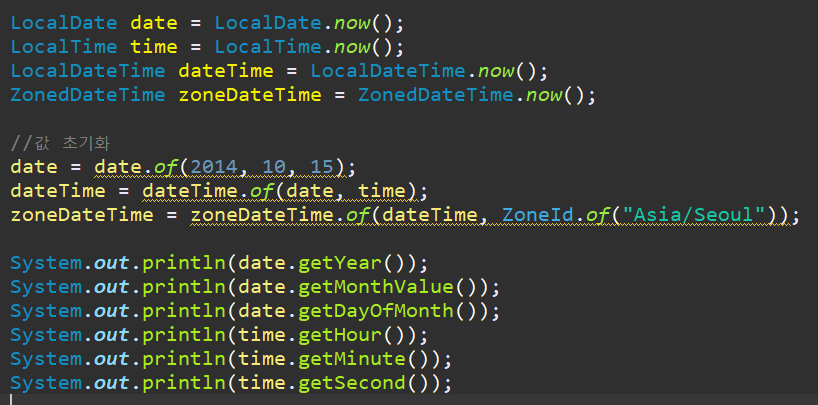 LocalDate date = LocalDate.now();
LocalTime time = LocalTime.now();
LocalDateTime dateTime = LocalDateTime.now();
ZonedDateTime zoneDateTime = ZonedDateTime.now();
//값 초기화
date = date.of(2014, 10, 15);
dateTime = dateTime.of(date, time);
zoneDateTime = zoneDateTime.of(dateTime, ZoneId.of("Asia/Seoul"));
System.out.println(date.getYear());
System.out.println(date.getMonthValue());
System.out.println(date.getDayOfMonth());
System.out.println(time.getHour());
System.out.println(time.getMinute());
System.out.println(time.getSecond());